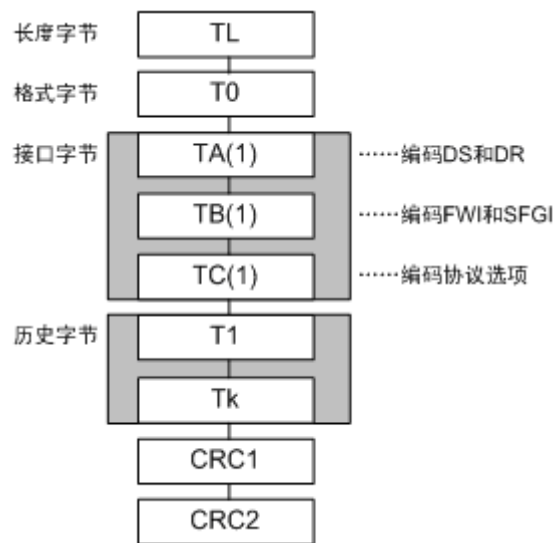 长度字节 TL
格式字节 T0
接口字节 TA(1) ……编码DS和DR
TB(1) ……编码FWI和SFGI
TC(1) ……编码协议选项
历史字节 T1
Tk
CRC1
CRC2